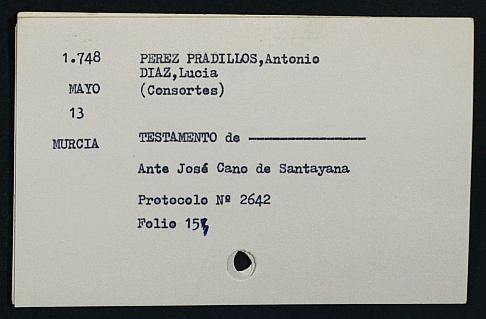 1.748 PEREZ PRADILLOS,Antonio
DIAZ,Lucia
MAYO (Consortes)
13
MURCIA TESTAMENTO de ————————
Ante José Cano de Santayana
Protocolo Nº 2642
Folio